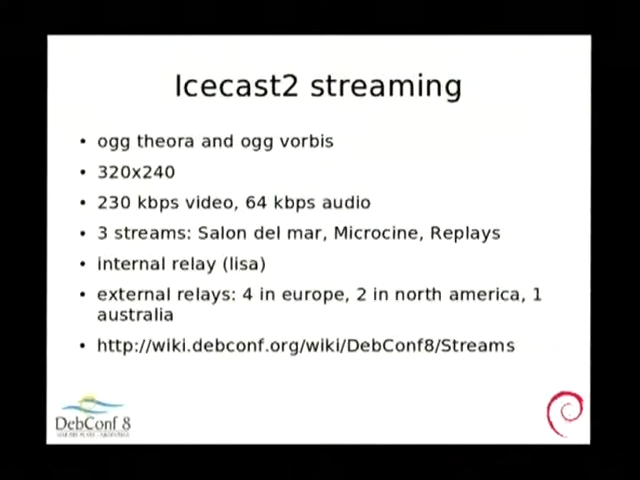 Icecast2 streaming
• ogg theora and ogg vorbis
• 320x240
• 230 kbps video, 64 kbps audio
• 3 streams: Salon del mar, Microcine, Replays
• internal relay (lisa)
• external relays: 4 in europe, 2 in north america, 1
australia
• http://wiki.debconf.org/wiki/DebConf8/Streams
DebConf 8